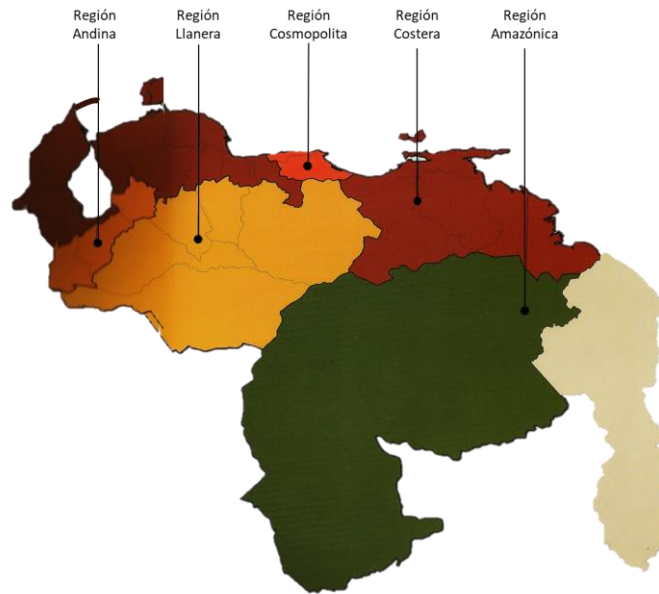 Región
Andina
Región
Llanera
Región
Cosmopolita
Región
Costera
Región
Amazónica